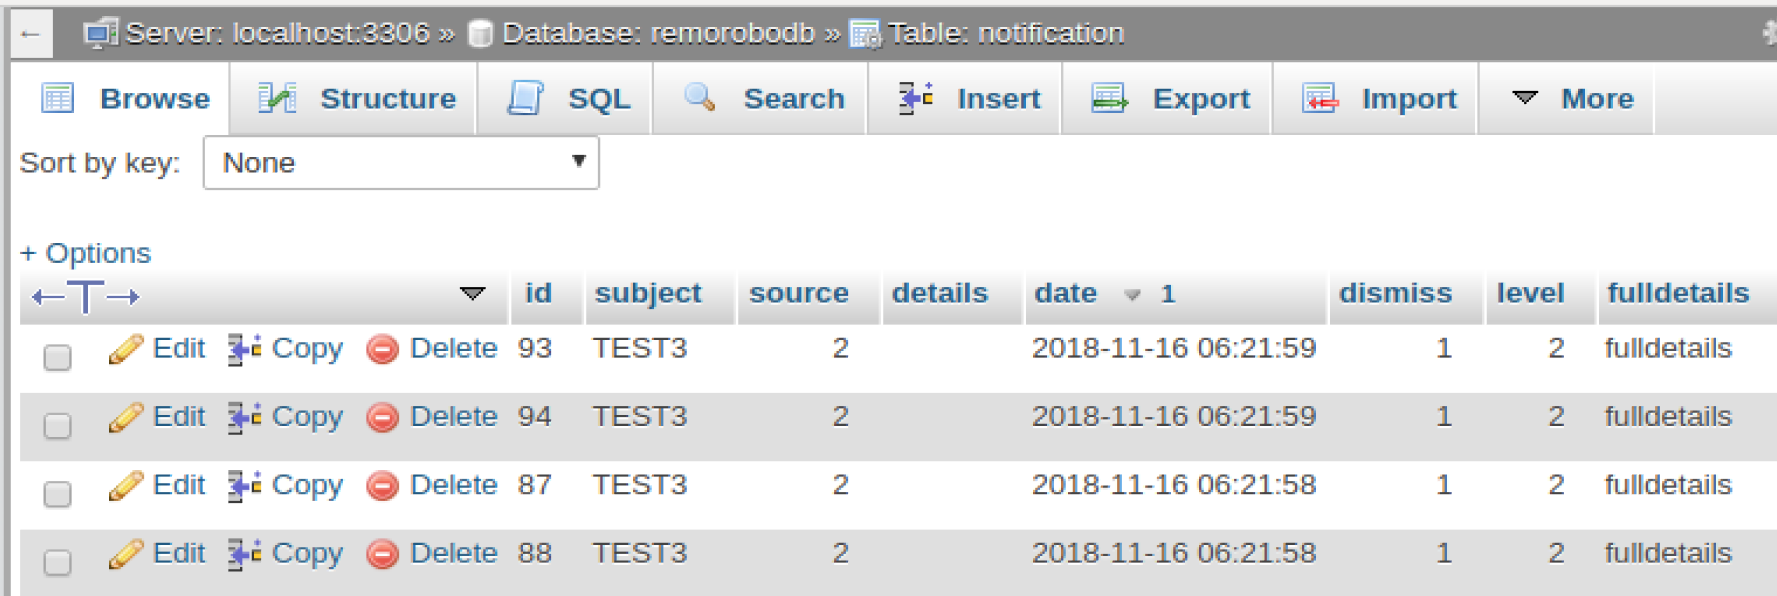 ← Server: localhost:3306 » Database: remorobodb » Table: notification
Browse Structure SQL Search Insert Export Import More
Sort by key: None
+ Options
←T→ id subject source details date 1 dismiss level fulldetails
Edit Copy Delete 93 TEST3 2 2018-11-16 06:21:59 1 2 fulldetails
Edit Copy Delete 94 TEST3 2 2018-11-16 06:21:59 1 2 fulldetails
Edit Copy Delete 87 TEST3 2 2018-11-16 06:21:58 1 2 fulldetails
Edit Copy Delete 88 TEST3 2 2018-11-16 06:21:58 1 2 fulldetails